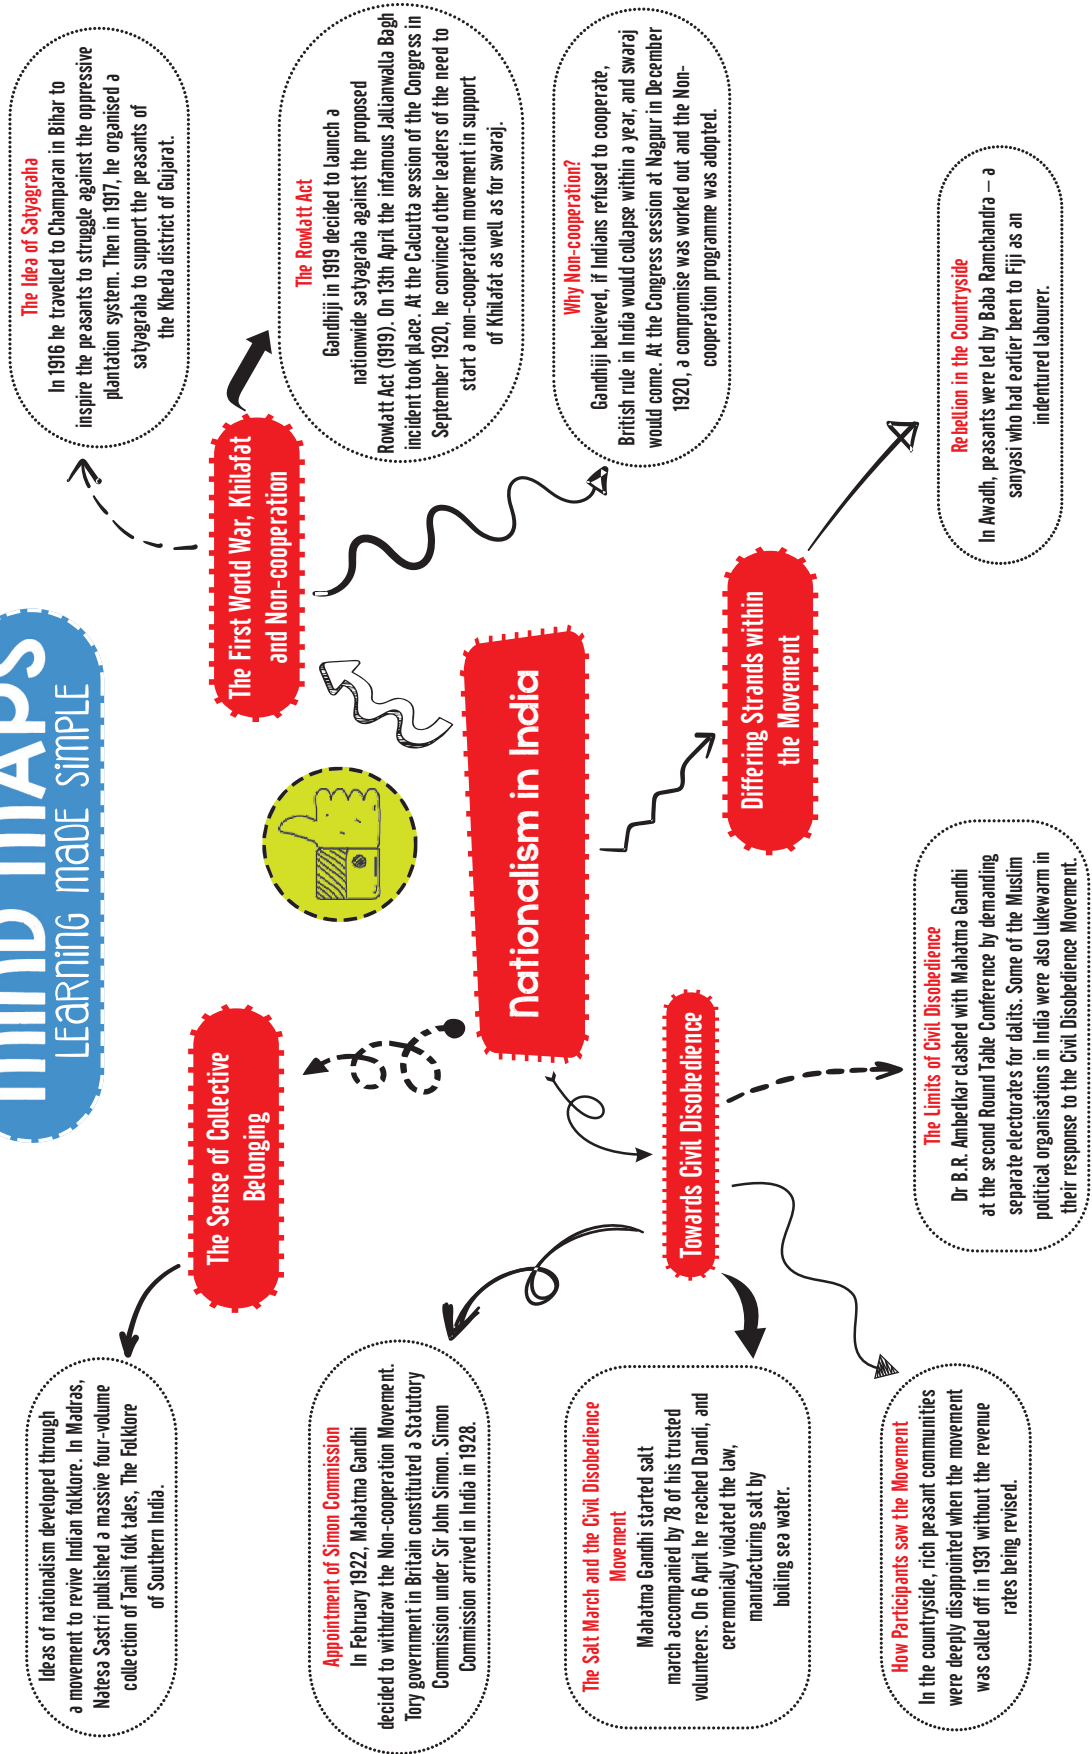 MIND MAPS
LEARNING MADE SIMPLE
Nationalism in India
The First World War, Khilafat
and Non-cooperation
The Idea of Satyagraha
In 1916 he travelled to Champaran in Bihar to
inspire the peasants to struggle against the oppressive
plantation system. Then in 1917, he organised a
satyagraha to support the peasants of
the Kheda district of Gujarat.
The Rowlatt Act
Gandhiji in 1919 decided to launch a
nationwide satyagraha against the proposed
Rowlatt Act (1919). On 13th April the infamous Jallianwalla Bagh
incident took place. At the Calcutta session of the Congress in
September 1920, he convinced other leaders of the need to
start a non-cooperation movement in support
of Khilafat as well as for swaraj.
Why Non-cooperation?
Gandhiji believed, if Indians refused to cooperate,
British rule in India would collapse within a year, and swaraj
would come. At the Congress session at Nagpur in December
1920, a compromise was worked out and the Non-
cooperation programme was adopted.
Differing Strands within
the Movement
Rebellion in the Countryside
In Awadh, peasants were led by Baba Ramchandra – a
sanyasi who had earlier been to Fiji as an
indentured labourer.
Towards Civil Disobedience
The Limits of Civil Disobedience
Dr B.R. Ambedkar clashed with Mahatma Gandhi
at the second Round Table Conference by demanding
separate electorates for dalits. Some of the Muslim
political organisations in India were also lukewarm in
their response to the Civil Disobedience Movement.
How Participants saw the Movement
In the countryside, rich peasant communities
were deeply disappointed when the movement
was called off in 1931 without the revenue
rates being revised.
The Salt March and the Civil Disobedience
Movement
Mahatma Gandhi started salt
march accompanied by 78 of his trusted
volunteers. On 6 April he reached Dandi, and
ceremonially violated the law,
manufacturing salt by
boiling sea water.
Appointment of Simon Commission
In February 1922, Mahatma Gandhi
decided to withdraw the Non-cooperation Movement.
Tory government in Britain constituted a Statutory
Commission under Sir John Simon. Simon
Commission arrived in India in 1928.
The Sense of Collective
Belonging
Ideas of nationalism developed through
a movement to revive Indian folklore. In Madras,
Natesa Sastri published a massive four-volume
collection of Tamil folk tales, The Folklore
of Southern India.